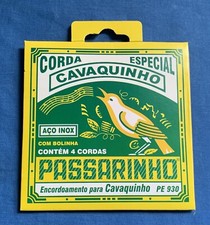 CORDA ESPECIAL
CAVAQUINHO
AÇO INOX
COM BOLINHA
CONTÉM 4 CORDAS
PASSARINHO
Encordoamento para Cavaquinho PE 930